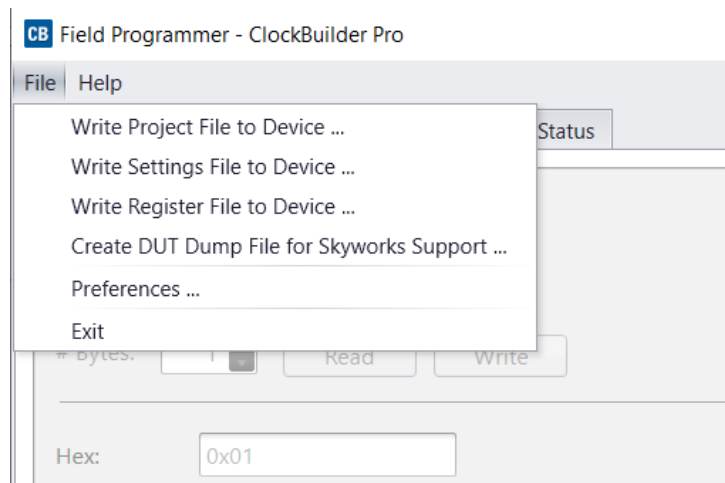 CB Field Programmer - ClockBuilder Pro
File Help
Write Project File to Device ...
Status
Write Settings File to Device ...
Write Register File to Device ...
Create DUT Dump File for Skyworks Support ...
Preferences ...
Exit
# Bytes: 1 Read Write
Hex: 0x01